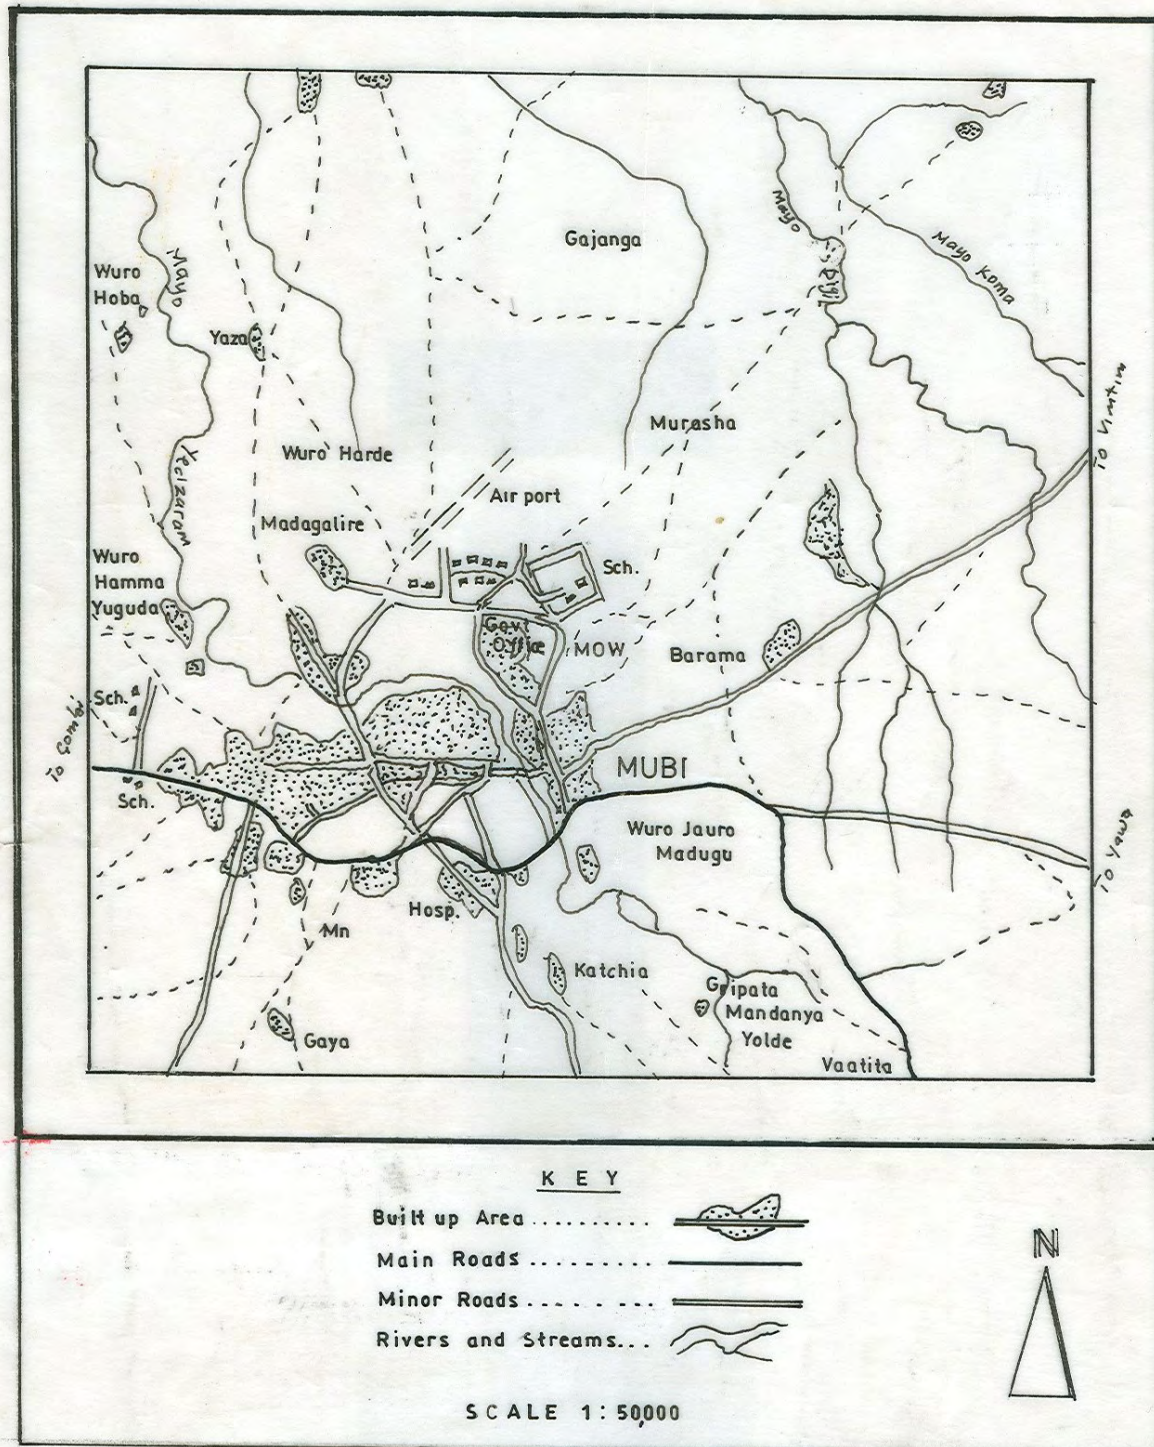 Gajanga
Mayo
Digil
Mayo Koma
Wuro
Hoba
Mayo
Yaza
To Vimtim
Murasha
Wuro Harde
Yedzaram
Air port
Madagalire
Wuro
Hamma
Yuguda
Sch.
Govt
Office
MOW
Barama
Sch.
To Gombi
MUBI
Sch.
Wuro Jauro
Madugu
To Yawa
Hosp.
Mn
Katchia
Gripata
Mandanya
Yolde
Gaya
Vaatita
KEY
Built up Area..........
Main Roads .........
Minor Roads.... . ...
Rivers and Streams...
N
SCALE 1:50,000